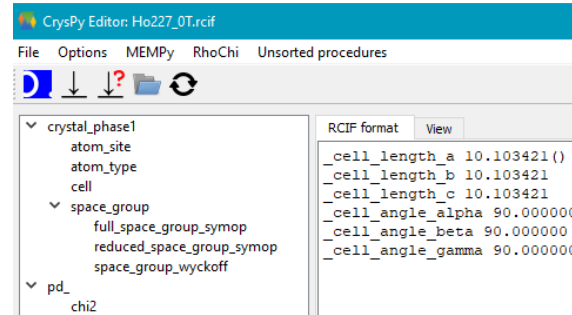 CrysPy Editor: Ho227_0T.rcif
File Options MEMPy RhoChi Unsorted procedures
crystal_phase1
atom_site
atom_type
cell
space_group
full_space_group_symop
reduced_space_group_symop
space_group_wyckoff
pd_
chi2
RCIF format View
_cell_length_a 10.103421()
_cell_length_b 10.103421
_cell_length_c 10.103421
_cell_angle_alpha 90.000000
_cell_angle_beta 90.000000
_cell_angle_gamma 90.000000